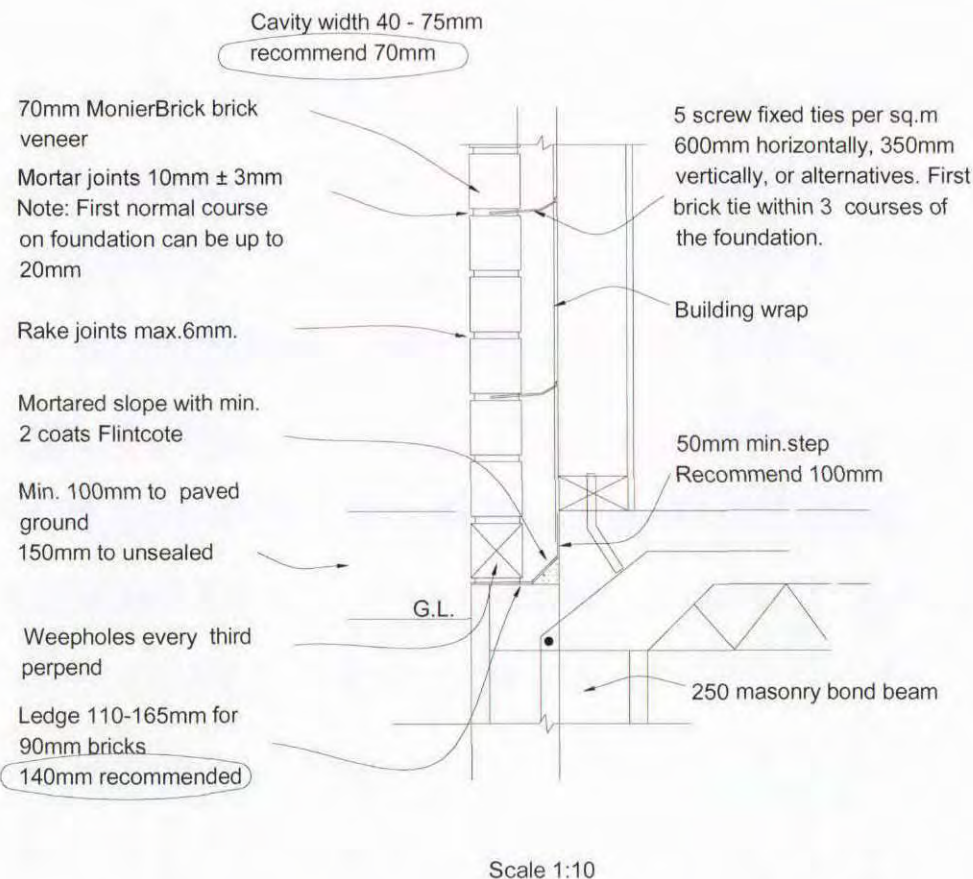 Cavity width 40 - 75mm
recommend 70mm
70mm MonierBrick brick
veneer
Mortar joints 10mm ± 3mm
Note: First normal course
on foundation can be up to
20mm
Rake joints max.6mm.
Mortared slope with min.
2 coats Flintcote
Min. 100mm to paved
ground
150mm to unsealed
G.L.
Weepholes every third
perpend
Ledge 110-165mm for
90mm bricks
140mm recommended
5 screw fixed ties per sq.m
600mm horizontally, 350mm
vertically, or alternatives. First
brick tie within 3 courses of
the foundation.
Building wrap
50mm min.step
Recommend 100mm
250 masonry bond beam
Scale 1:10